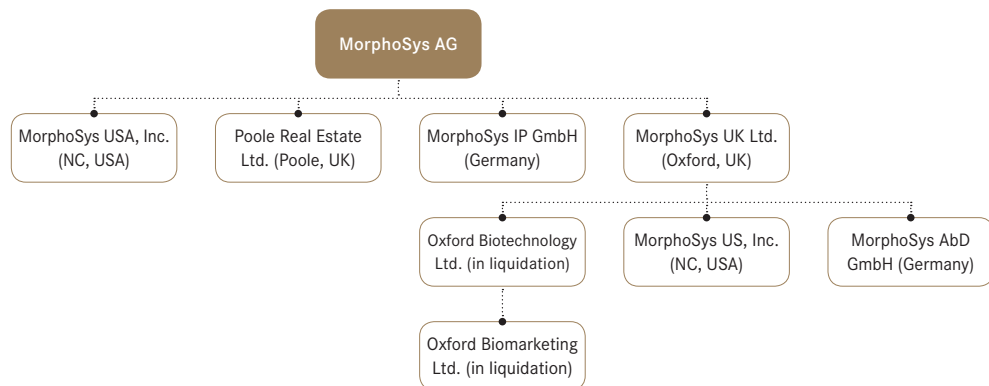 MorphoSys AG
MorphoSys USA, Inc.
(NC, USA)
Poole Real Estate
Ltd. (Poole, UK)
MorphoSys IP GmbH
(Germany)
MorphoSys UK Ltd.
(Oxford, UK)
Oxford Biotechnology
Ltd. (in liquidation)
MorphoSys US, Inc.
(NC, USA)
MorphoSys AbD
GmbH (Germany)
Oxford Biomarketing
Ltd. (in liquidation)